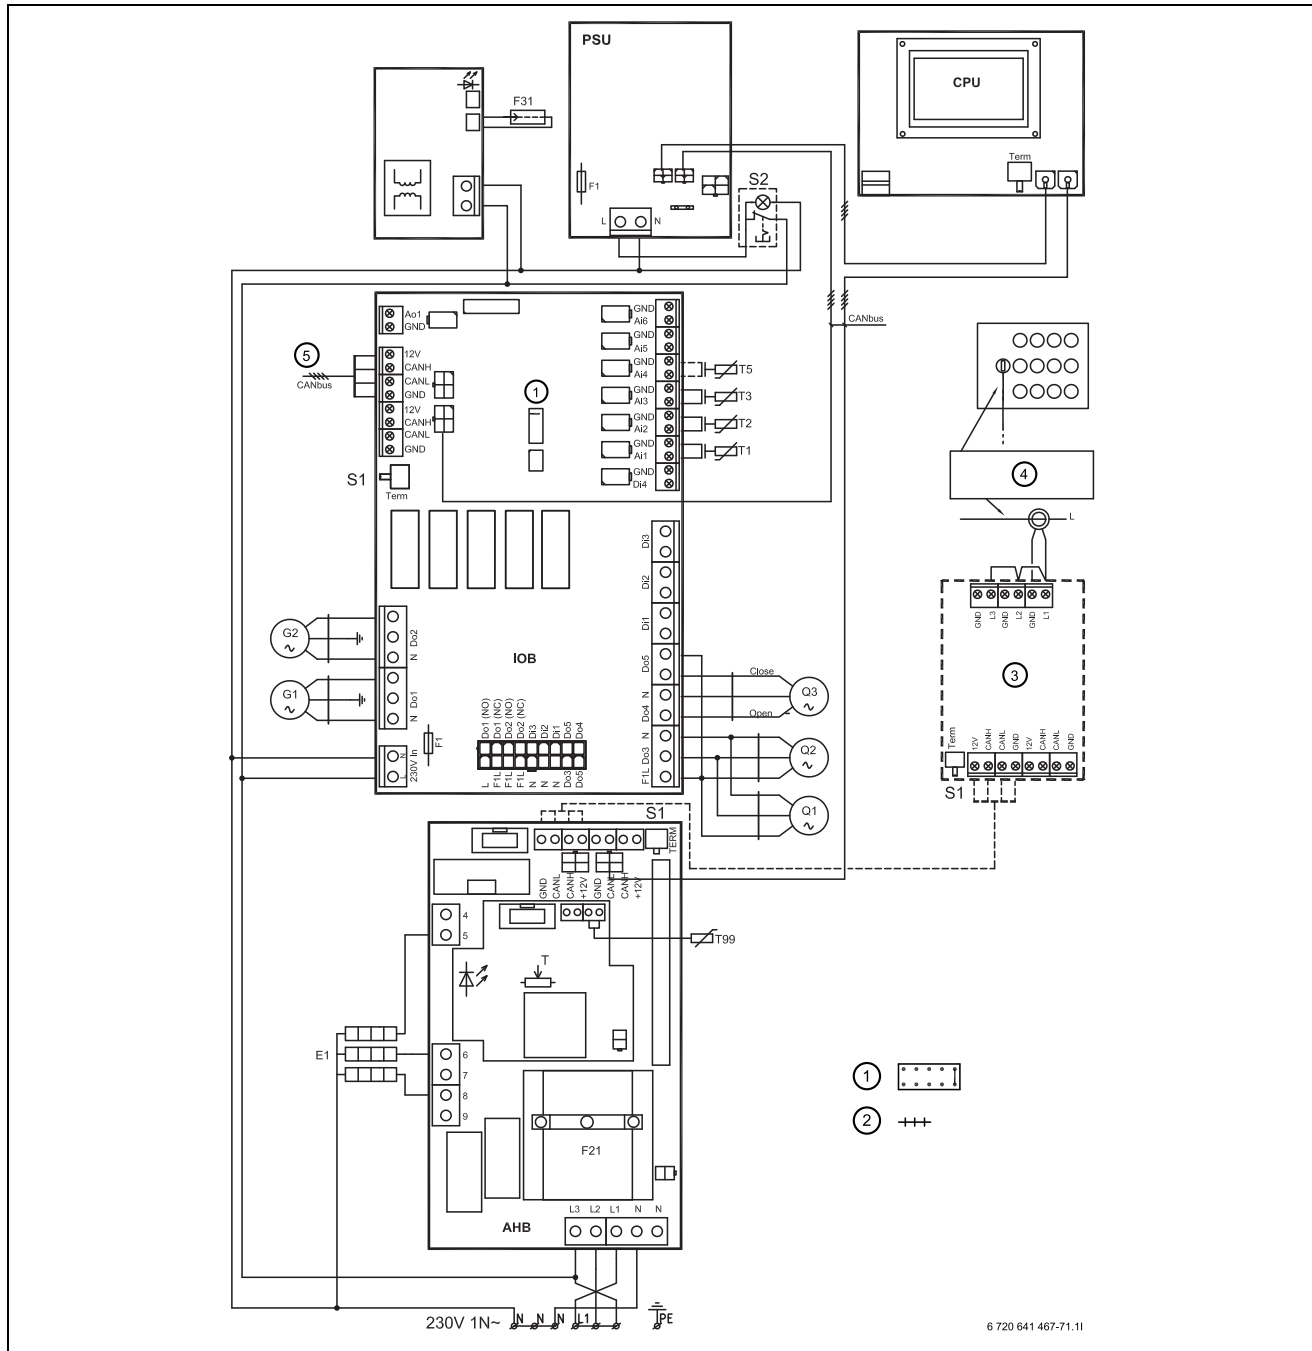 PSU
CPU
F31
Term
F1
S2
L
N
Ao1
GND
GND
Ai6
CANbus
GND
Ai5
5
12V
CANH
CANL
GND
CANbus
GND
Ai4
T5
1
GND
Ai3
T3
12V
CANH
CANL
GND
GND
Ai2
T2
GND
Ai1
T1
S1
Term
GND
Di4
4
L
Di3
Di2
Di1
GND
L3
GND
L2
GND
L1
G2
Do2
N
IOB
Do5
Close
3
G1
Do1
N
N
Do4
Open
Q3
Do1 (NO)
Do1 (NC)
Do2 (NO)
Do2 (NC)
Di3
Di2
Di1
Do5
Do4
F1
N
L
230V In
N
Do3
F1L
Q2
Term
12V
CANH
CANL
GND
12V
CANH
CANL
GND
S1
L
F1L
F1L
F1L
N
N
N
Do3
Do5
S1
Q1
TERM
GND
CANL
CANH
+12V
GND
CANL
CANH
+12V
4
5
T99
T
E1
6
7
8
9
1
2
F21
L3
L2
L1
N
N
AHB
230V 1N~
N
N
N
L1
PE
6 720 641 467-71.1I